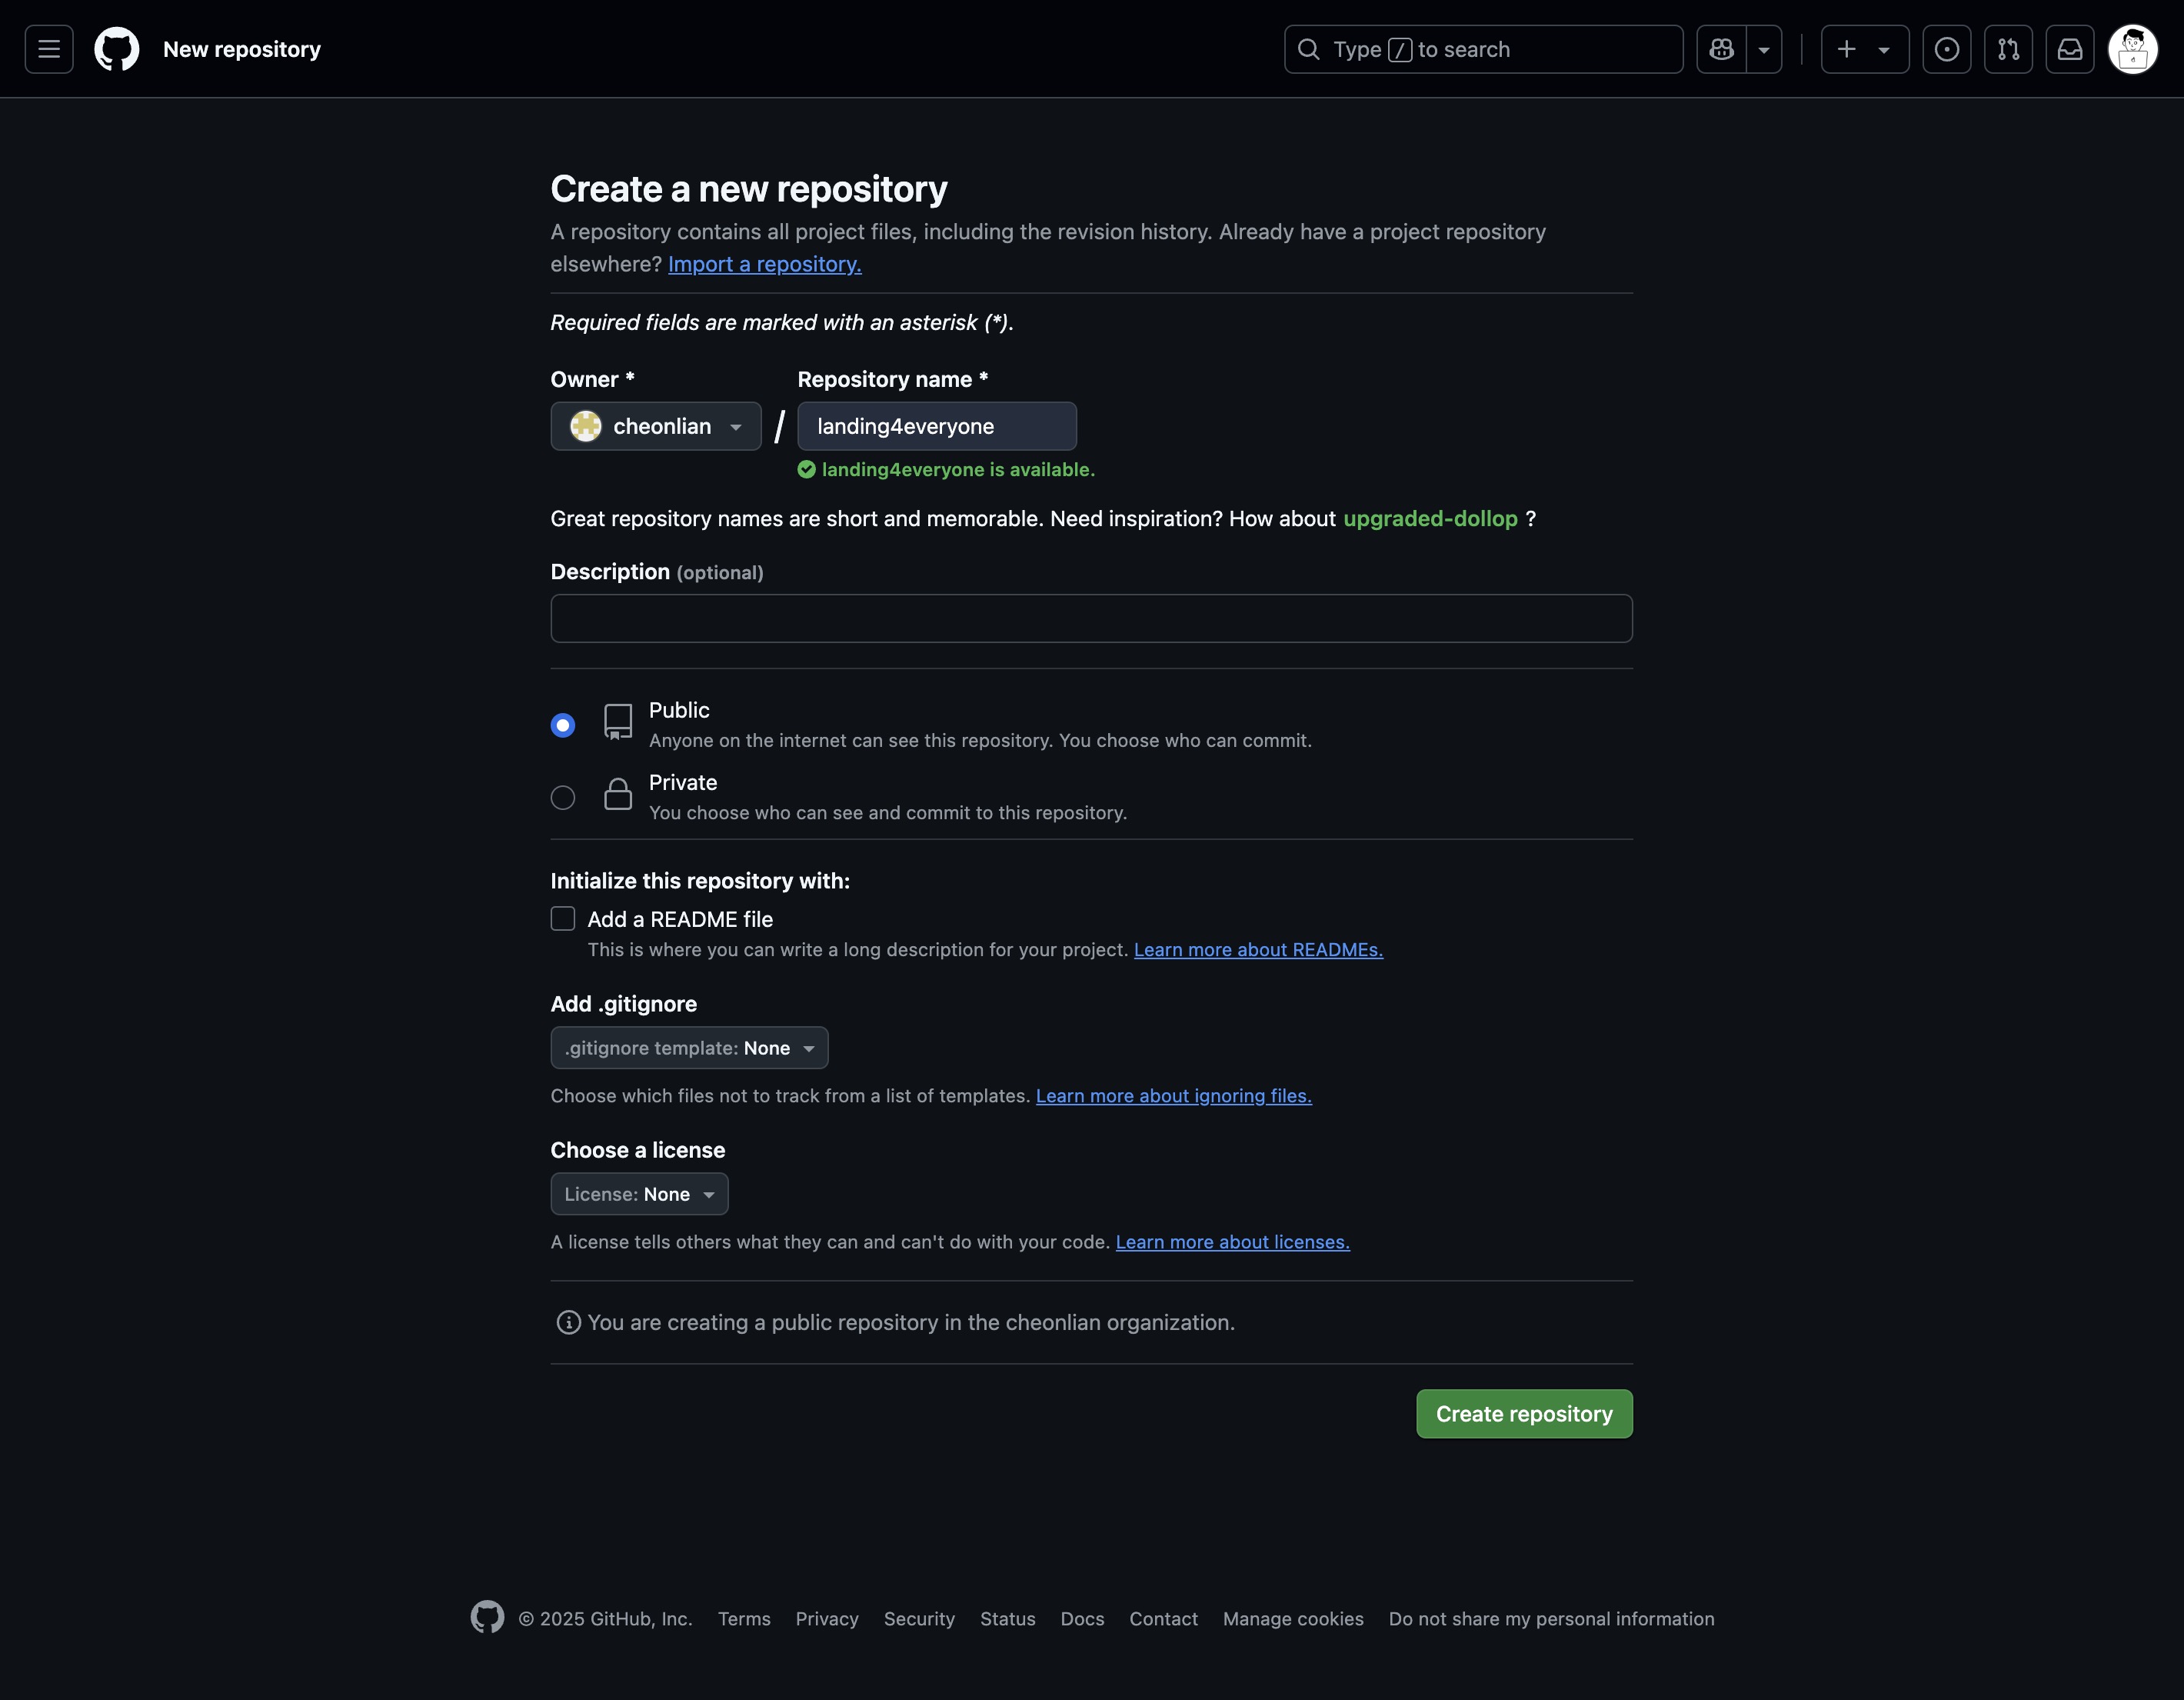 New repository
Type / to search
Create a new repository
A repository contains all project files, including the revision history. Already have a project repository
elsewhere? Import a repository.
Required fields are marked with an asterisk (*).
Owner * Repository name *
cheonlian / landing4everyone
landing4everyone is available.
Great repository names are short and memorable. Need inspiration? How about upgraded-dollop ?
Description (optional)
Public
Anyone on the internet can see this repository. You choose who can commit.
Private
You choose who can see and commit to this repository.
Initialize this repository with:
Add a README file
This is where you can write a long description for your project. Learn more about READMEs.
Add .gitignore
.gitignore template: None
Choose which files not to track from a list of templates. Learn more about ignoring files.
Choose a license
License: None
A license tells others what they can and can't do with your code. Learn more about licenses.
You are creating a public repository in the cheonlian organization.
Create repository
© 2025 GitHub, Inc. Terms Privacy Security Status Docs Contact Manage cookies Do not share my personal information